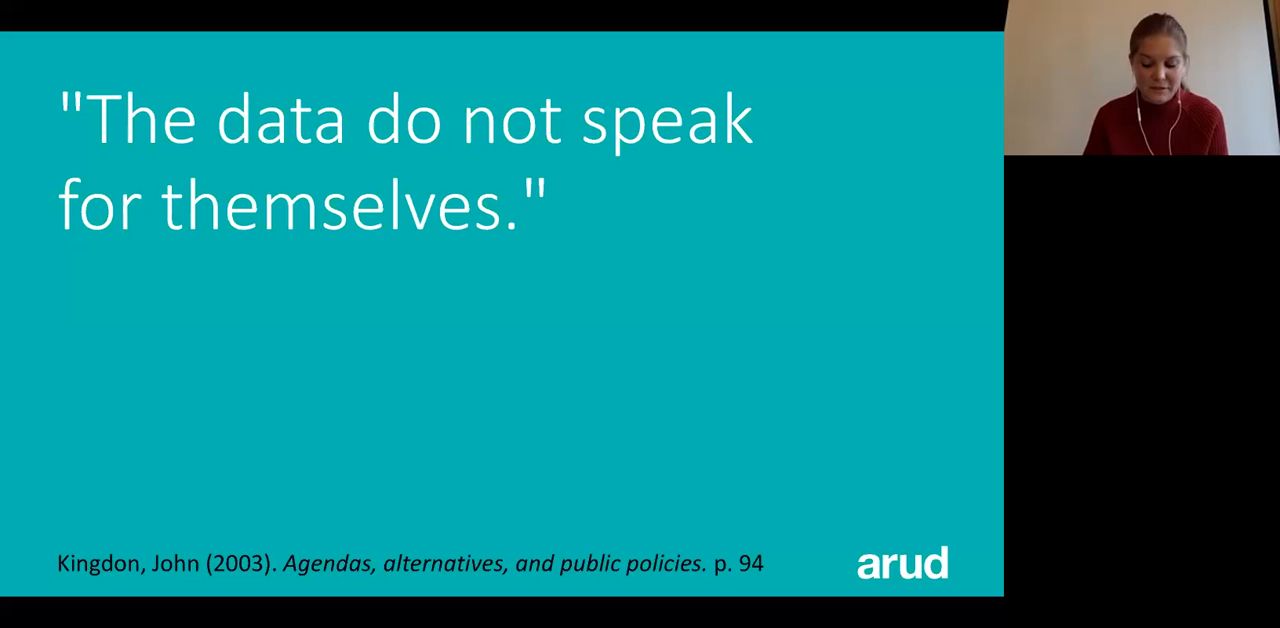 "The data do not speak
for themselves."
Kingdon, John (2003). Agendas, alternatives, and public policies. p. 94
arud